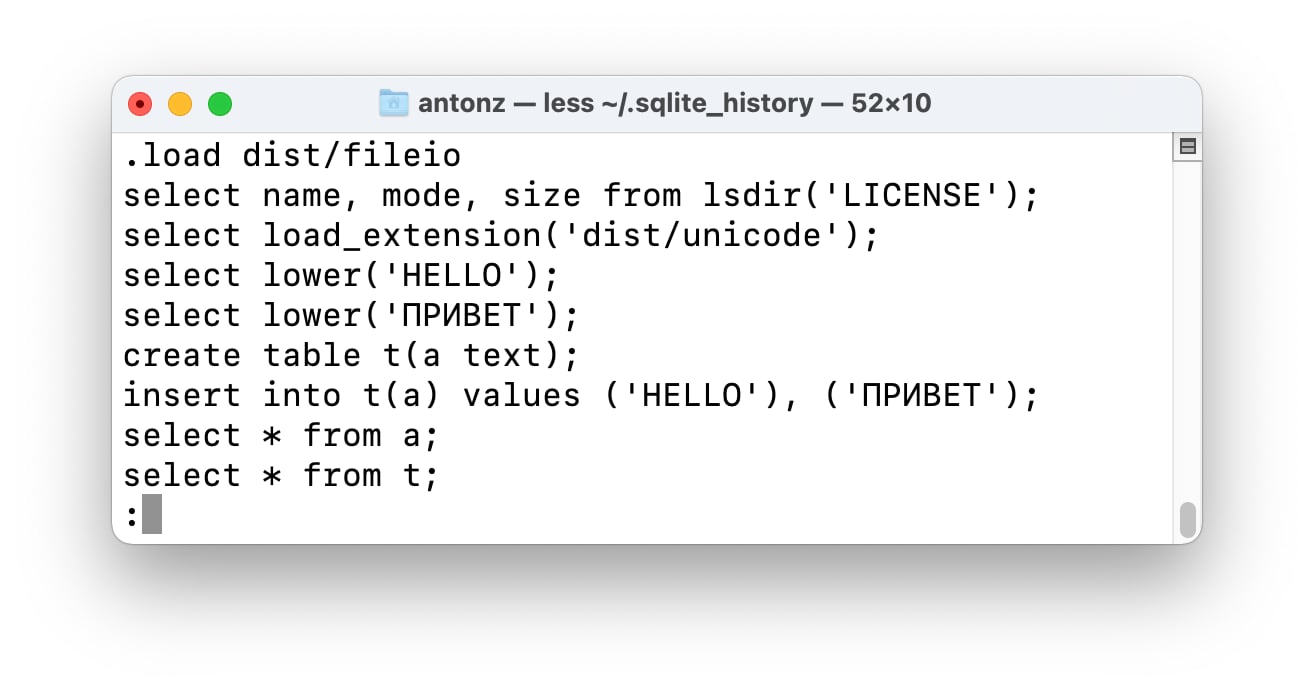 antonz — less ~/.sqlite_history — 52×10
.load dist/fileio
select name, mode, size from lsdir('LICENSE');
select load_extension('dist/unicode');
select lower('HELLO');
select lower('ПРИВЕТ');
create table t(a text);
insert into t(a) values ('HELLO'), ('ПРИВЕТ');
select * from a;
select * from t;
: